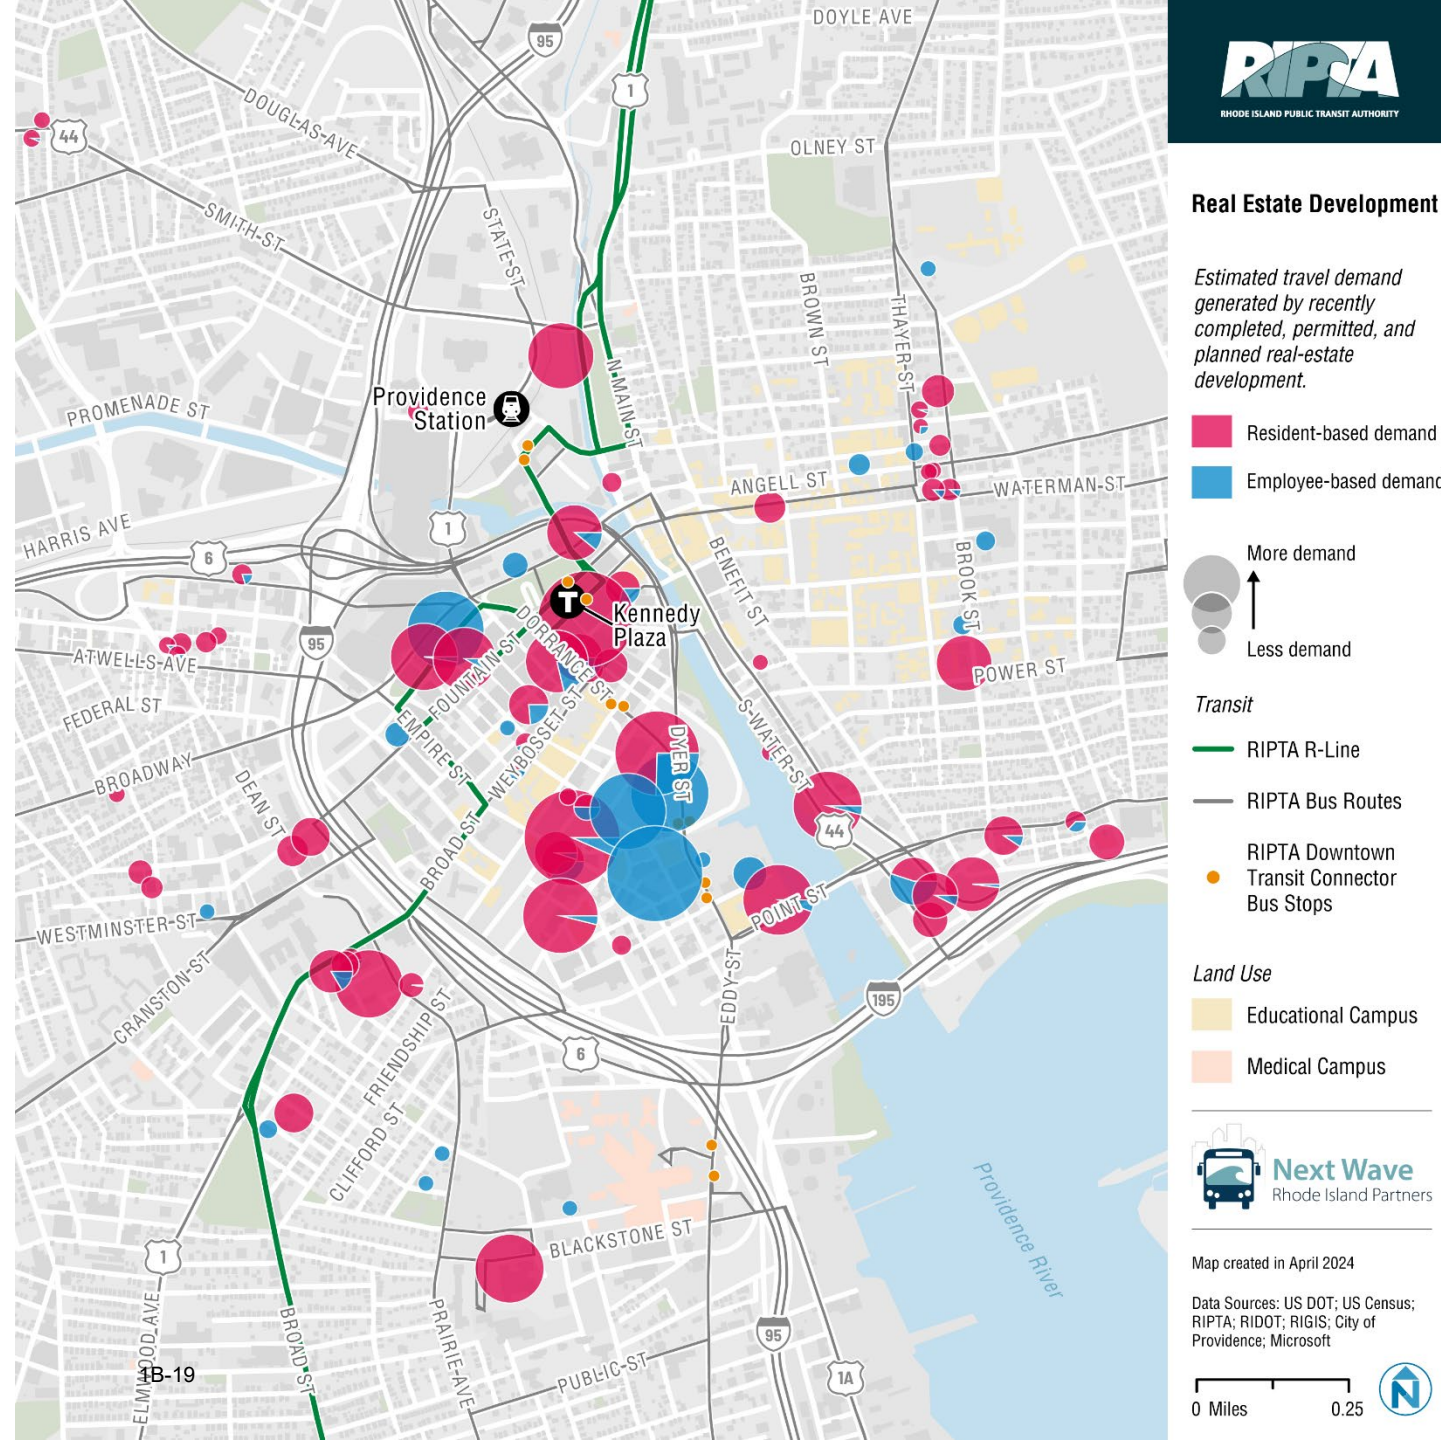 DOYLE AVE
95
1
DOUGLAS-AVE
44
OLNEY ST
SMITH-ST
STATE-ST
BROWN ST
THAYER-ST
N-MAIN-ST
Providence
Station
PROMENADE ST
ANGELL ST
WATERMAN-ST
HARRIS AVE
1
6
BENEFIT ST
BROOK-ST
T
Kennedy
Plaza
DORRANCE-ST
95
ATWELLS-AVE
FOUNTAIN-ST
POWER ST
FEDERAL ST
EMPIRE-ST
WEYBOSSET-ST
DYER ST
S-WATER-ST
BROADWAY
DEAN ST
44
BROAD-ST
POINT-ST
WESTMINSTER-ST
CRANSTON-ST
FRIENDSHIP ST
EDDY-ST
195
6
CLIFFORD ST
BLACKSTONE ST
Providence River
1
ELMWOOD-AVE
BROAD-ST
PRAIRIE-AVE
PUBLIC-ST
95
1A
1B-19
RIPTA
RHODE ISLAND PUBLIC TRANSIT AUTHORITY
Real Estate Development
Estimated travel demand
generated by recently
completed, permitted, and
planned real-estate
development.
Resident-based demand
Employee-based demand
More demand
Less demand
Transit
RIPTA R-Line
RIPTA Bus Routes
RIPTA Downtown
Transit Connector
Bus Stops
Land Use
Educational Campus
Medical Campus
Next Wave
Rhode Island Partners
Map created in April 2024
Data Sources: US DOT; US Census;
RIPTA; RIDOT; RIGIS; City of
Providence; Microsoft
0 Miles 0.25
N